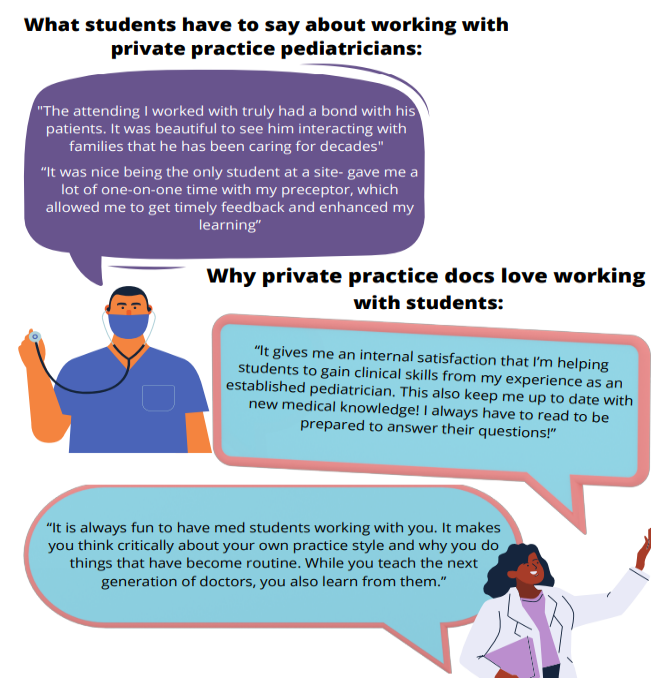 What students have to say about working with
private practice pediatricians:
"The attending I worked with truly had a bond with his
patients. It was beautiful to see him interacting with
families that he has been caring for decades"
“It was nice being the only student at a site- gave me a
lot of one-on-one time with my preceptor, which
allowed me to get timely feedback and enhanced my
learning”
Why private practice docs love working
with students:
“It gives me an internal satisfaction that I’m helping
students to gain clinical skills from my experience as an
established pediatrician. This also keep me up to date with
new medical knowledge! I always have to read to be
prepared to answer their questions!”
“It is always fun to have med students working with you. It makes
you think critically about your own practice style and why you do
things that have become routine. While you teach the next
generation of doctors, you also learn from them.”